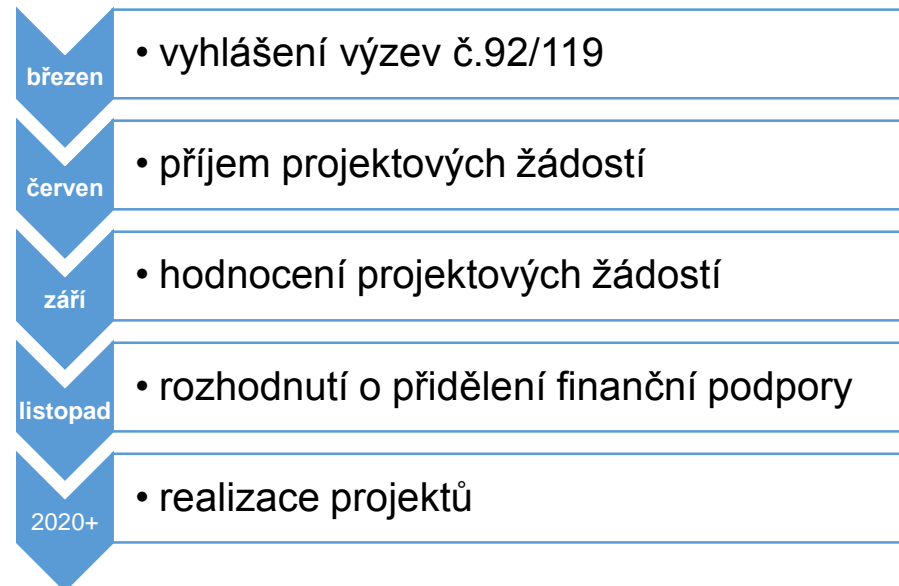 březen
• vyhlášení výzev č.92/119
červen
• příjem projektových žádostí
září
• hodnocení projektových žádostí
listopad
• rozhodnutí o přidělení finanční podpory
2020+
• realizace projektů